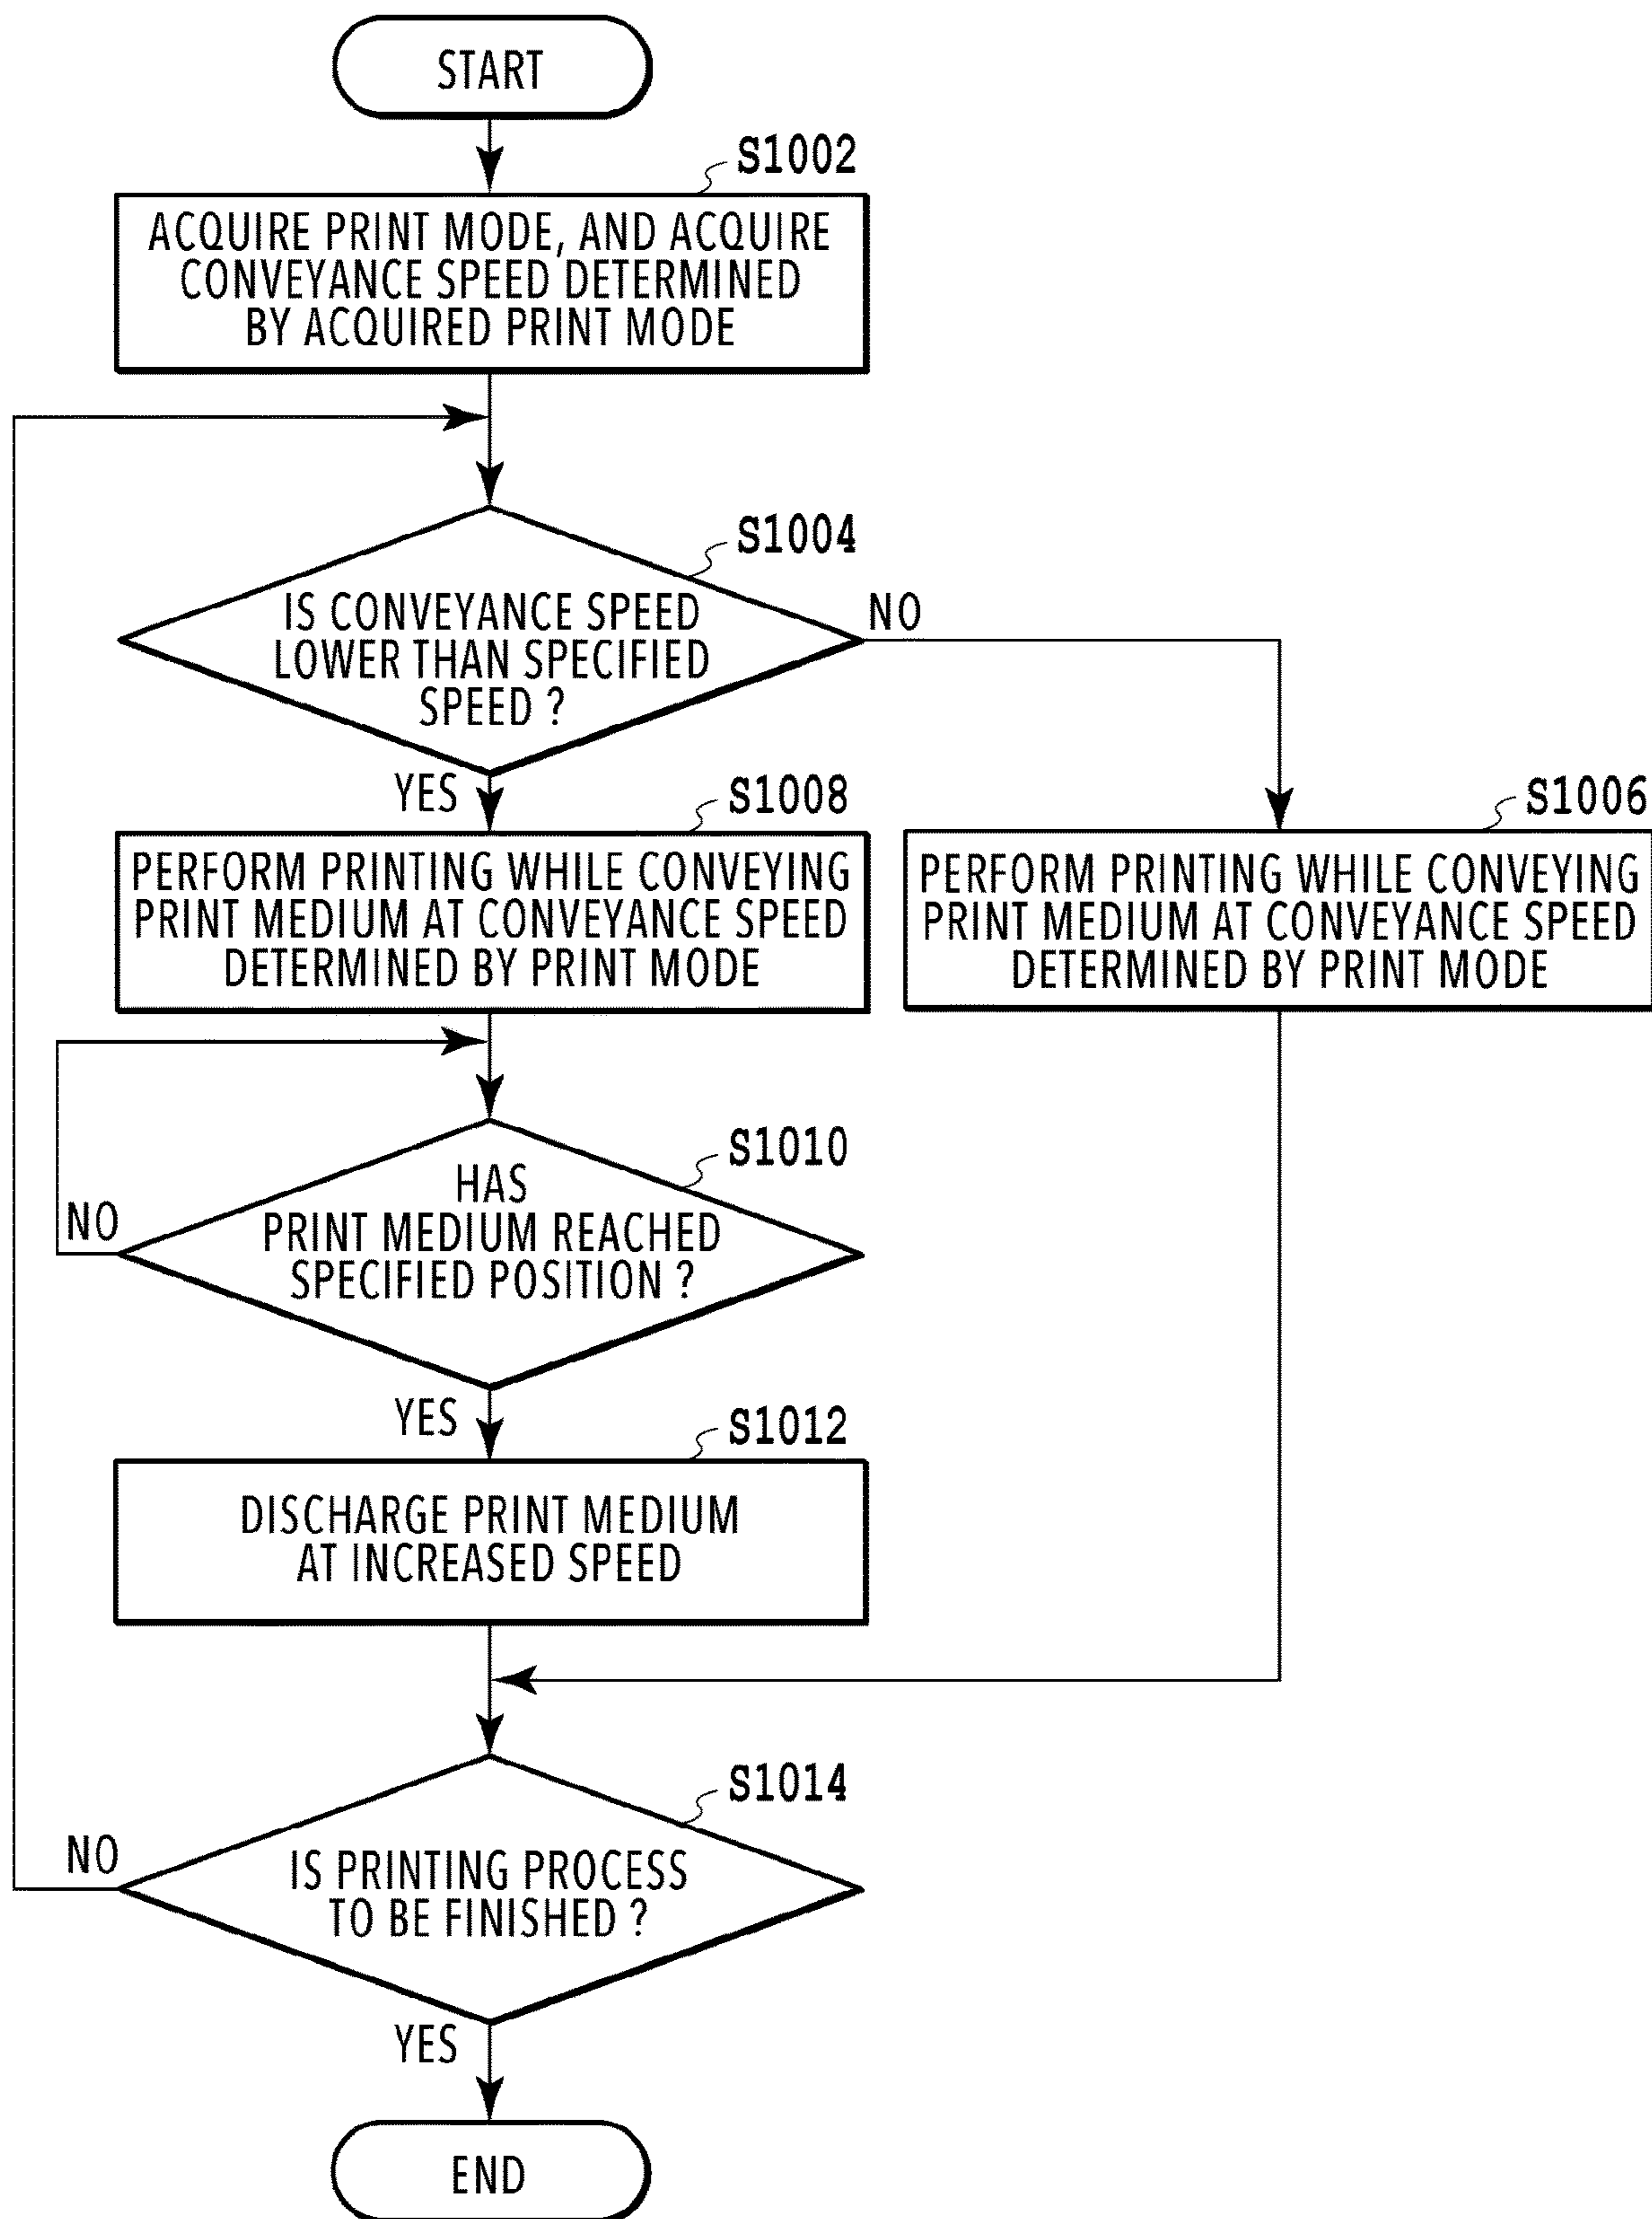 START
S1002
ACQUIRE PRINT MODE, AND ACQUIRE
CONVEYANCE SPEED DETERMINED
BY ACQUIRED PRINT MODE
S1004
IS CONVEYANCE SPEED
LOWER THAN SPECIFIED
SPEED ?
NO
YES
S1008
PERFORM PRINTING WHILE CONVEYING
PRINT MEDIUM AT CONVEYANCE SPEED
DETERMINED BY PRINT MODE
S1006
PERFORM PRINTING WHILE CONVEYING
PRINT MEDIUM AT CONVEYANCE SPEED
DETERMINED BY PRINT MODE
S1010
HAS
PRINT MEDIUM REACHED
SPECIFIED POSITION ?
NO
YES
S1012
DISCHARGE PRINT MEDIUM
AT INCREASED SPEED
S1014
IS PRINTING PROCESS
TO BE FINISHED ?
NO
YES
END